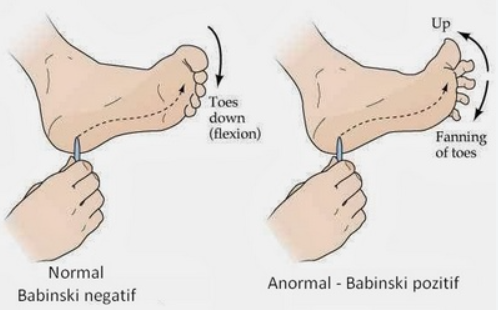 Toes
down
(flexion)
Normal
Babinski negatif
Up
Fanning
of toes
Anormal - Babinski pozitif